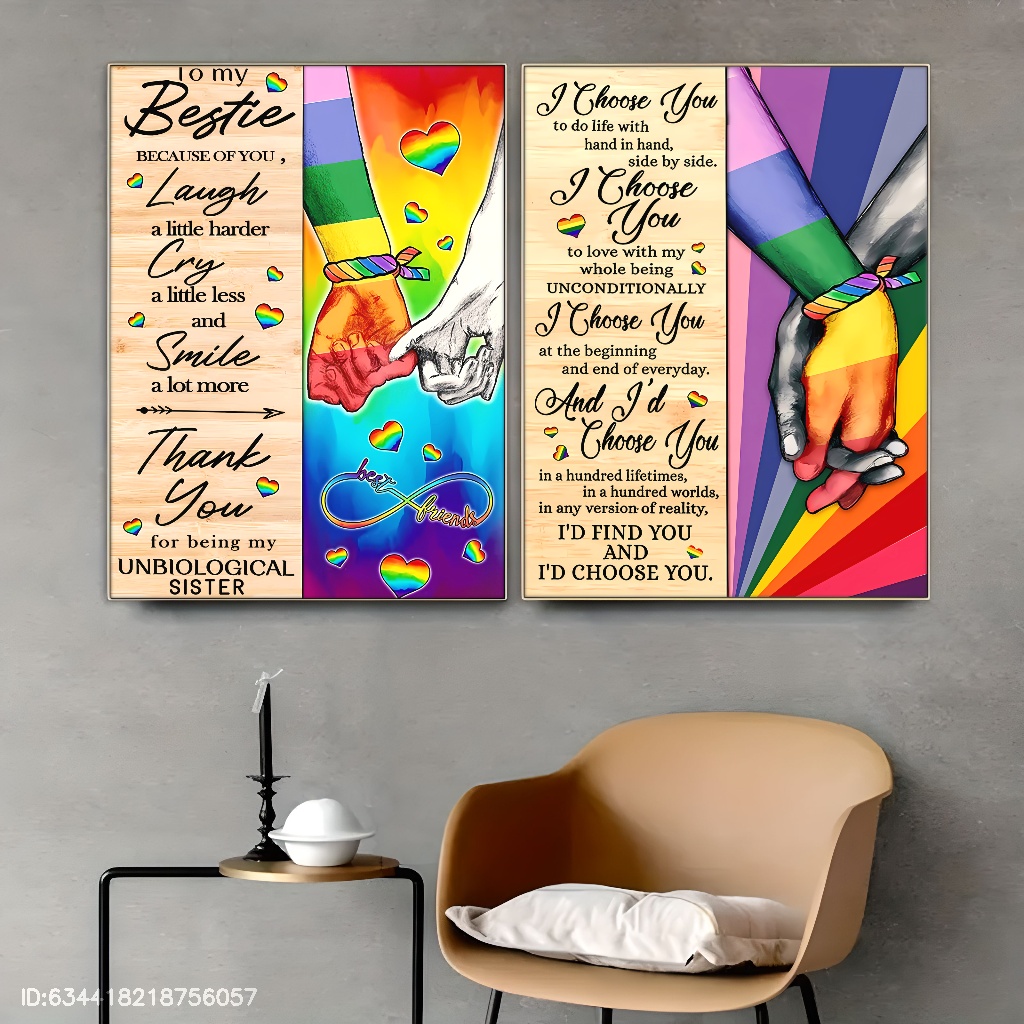 To my
Bestie
BECAUSE OF YOU ,
Laugh
a little harder
Cry
a little less
and
Smile
a lot more
Thank
You
for being my
UNBIOLOGICAL
SISTER
best
friends
I Choose You
to do life with
hand in hand,
side by side.
I Choose
You
to love with my
whole being
UNCONDITIONALLY
I Choose You
at the beginning
and end of everyday.
And I'd
Choose You
in a hundred lifetimes,
in a hundred worlds,
in any version of reality,
I'D FIND YOU
AND
I'D CHOOSE YOU.
ID:634418218756057